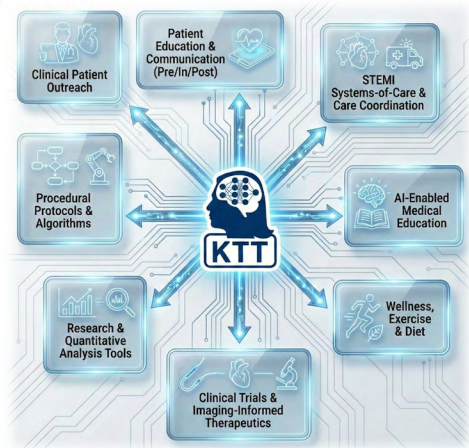 Clinical Patient
Outreach
Patient
Education &
Communication
(Pre/In/Post)
STEMI
Systems-of-Care &
Care Coordination
Procedural
Protocols &
Algorithms
KTT
AI-Enabled
Medical
Education
Research &
Quantitative
Analysis Tools
Wellness,
Exercise
& Diet
Clinical Trials &
Imaging-Informed
Therapeutics